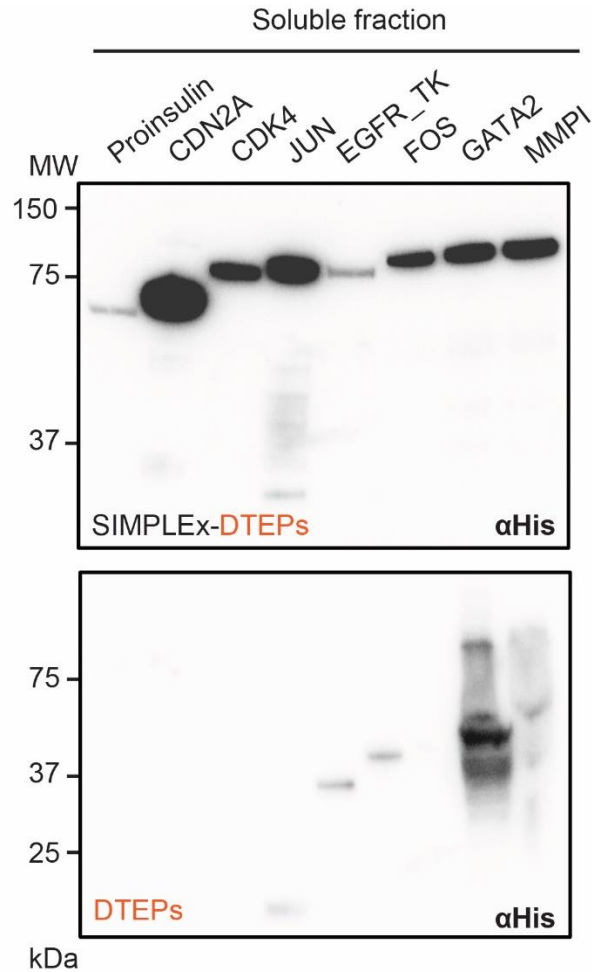 Soluble fraction
Proinsulin
CDN2A
CDK4
JUN
EGFR_TK
FOS
GATA2
MMPI
MW
150
75
37
SIMPLEx-DTEPs
αHis
75
37
25
DTEPs
αHis
kDa